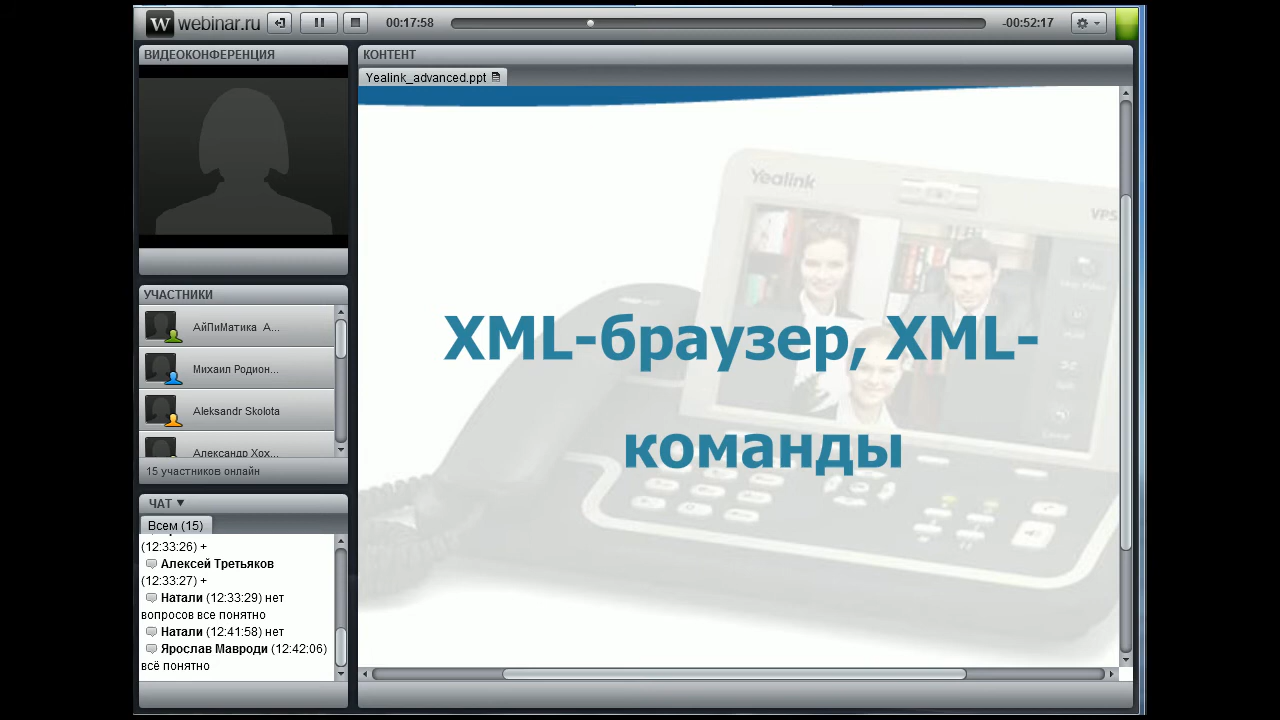 w webinar.ru 00:17:58 -00:52:17
ВИДЕОКОНФЕРЕНЦИЯ
КОНТЕНТ
Yealink_advanced.ppt
Yealink
XML-браузер, XML-
команды
УЧАСТНИКИ
АйПиМатика А...
Михаил Родион...
Aleksandr Skolota
Александр Хох...
15 участников онлайн
ЧАТ
Всем (15)
(12:33:26) +
Алексей Третьяков
(12:33:27) +
Натали (12:33:29) нет
вопросов все понятно
Натали (12:41:58) нет
Ярослав Мавроди (12:42:06)
всё понятно